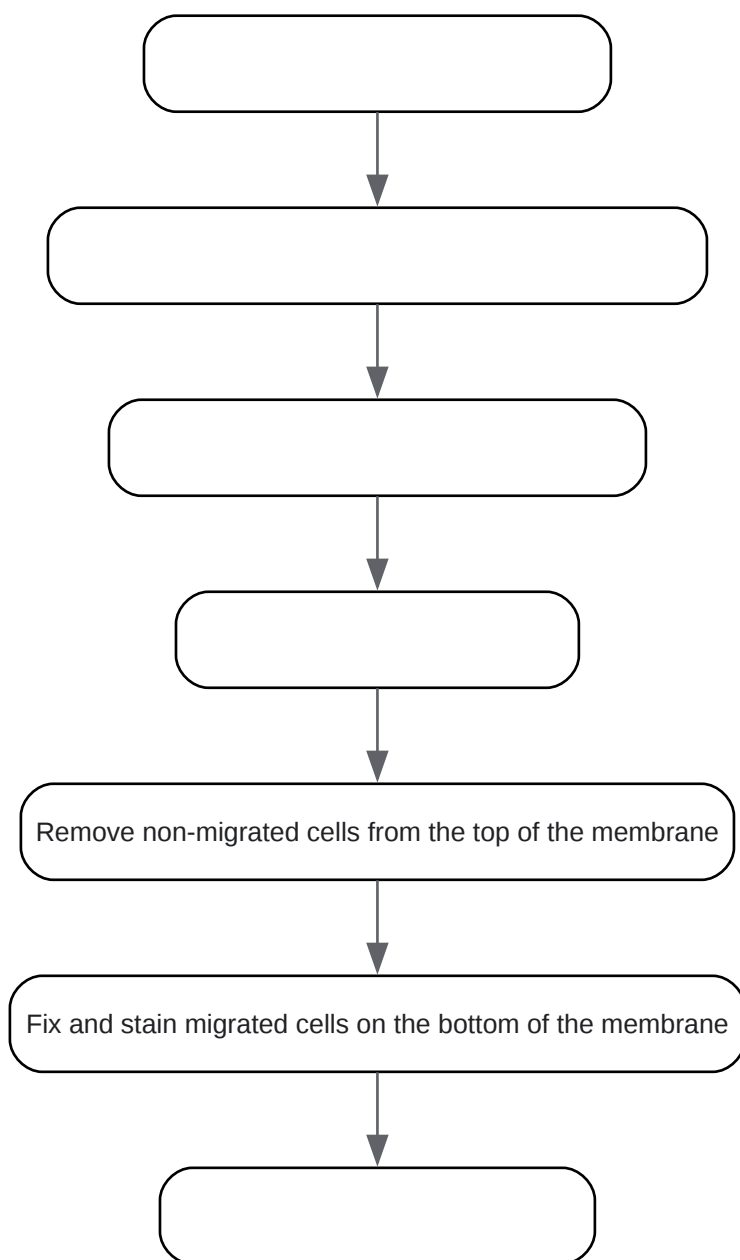 Remove non-migrated cells from the top of the membrane
Fix and stain migrated cells on the bottom of the membrane